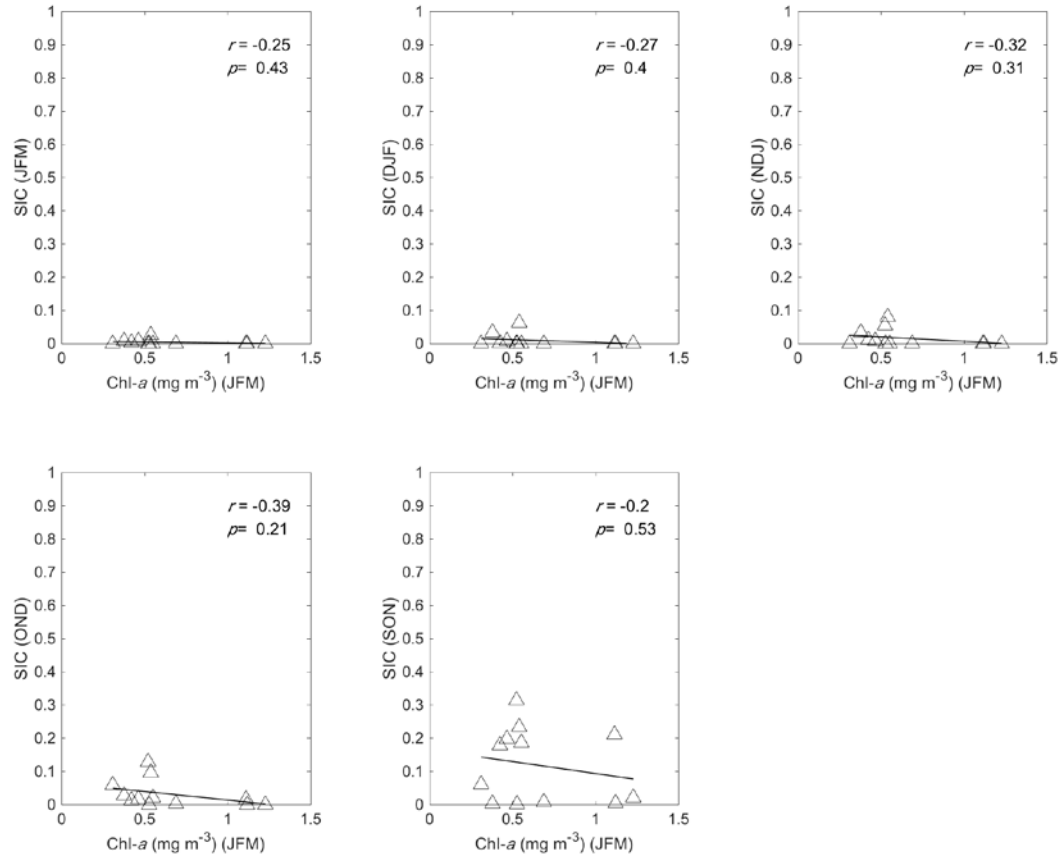 1
0.9
0.8
0.7
0.6
0.5
0.4
0.3
0.2
0.1
0
SIC (JFM)
r = -0.25
p= 0.43
0 0.5 1 1.5
Chl-a (mg m-3) (JFM)
1
0.9
0.8
0.7
0.6
0.5
0.4
0.3
0.2
0.1
0
SIC (DJF)
r = -0.27
p= 0.4
0 0.5 1 1.5
Chl-a (mg m-3) (JFM)
1
0.9
0.8
0.7
0.6
0.5
0.4
0.3
0.2
0.1
0
SIC (NDJ)
r = -0.32
p= 0.31
0 0.5 1 1.5
Chl-a (mg m-3) (JFM)
1
0.9
0.8
0.7
0.6
0.5
0.4
0.3
0.2
0.1
0
SIC (OND)
r = -0.39
p= 0.21
0 0.5 1 1.5
Chl-a (mg m-3) (JFM)
1
0.9
0.8
0.7
0.6
0.5
0.4
0.3
0.2
0.1
0
SIC (SON)
r = -0.2
p= 0.53
0 0.5 1 1.5
Chl-a (mg m-3) (JFM)